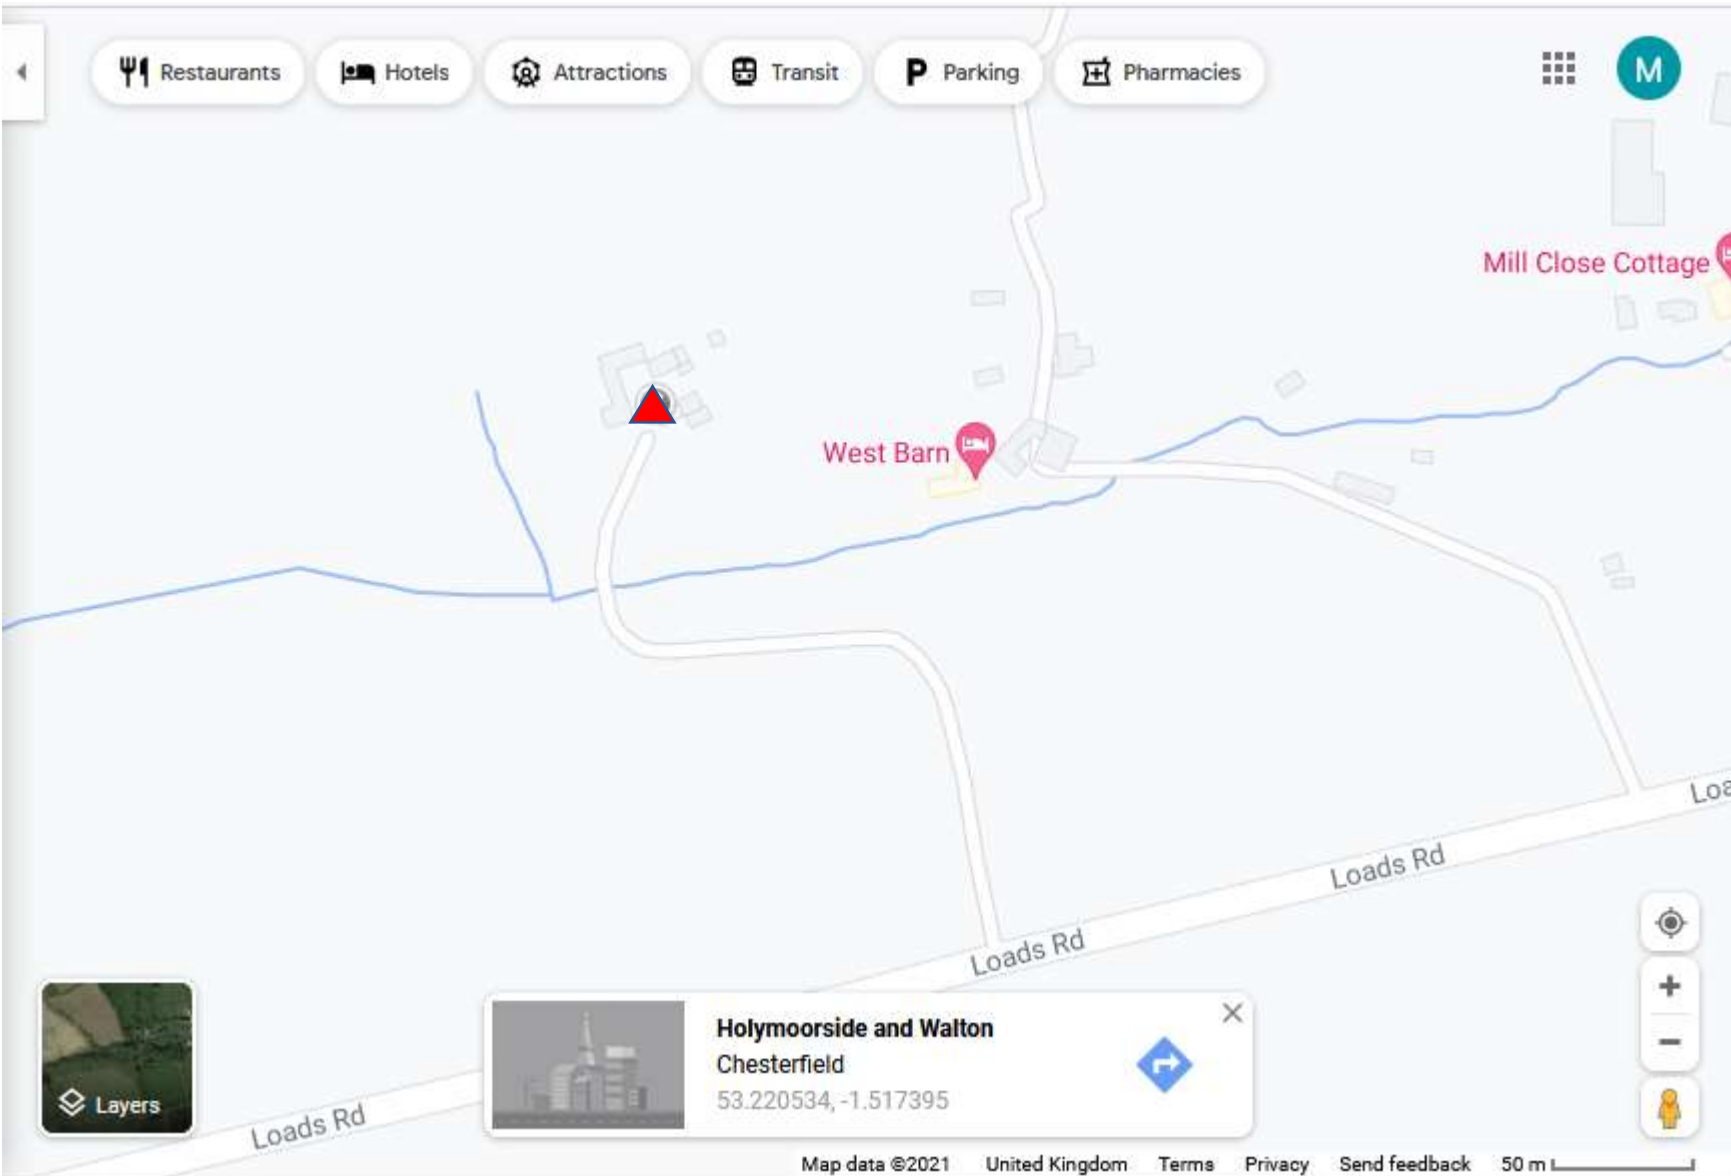 Restaurants
Hotels
Attractions
Transit
P Parking
Pharmacies
M
Mill Close Cottage
West Barn
Loa
Loads Rd
Loads Rd
Loads Rd
Layers
Holymoorside and Walton
Chesterfield
53.220534, -1.517395
Map data ©2021 United Kingdom Terms Privacy Send feedback 50 m